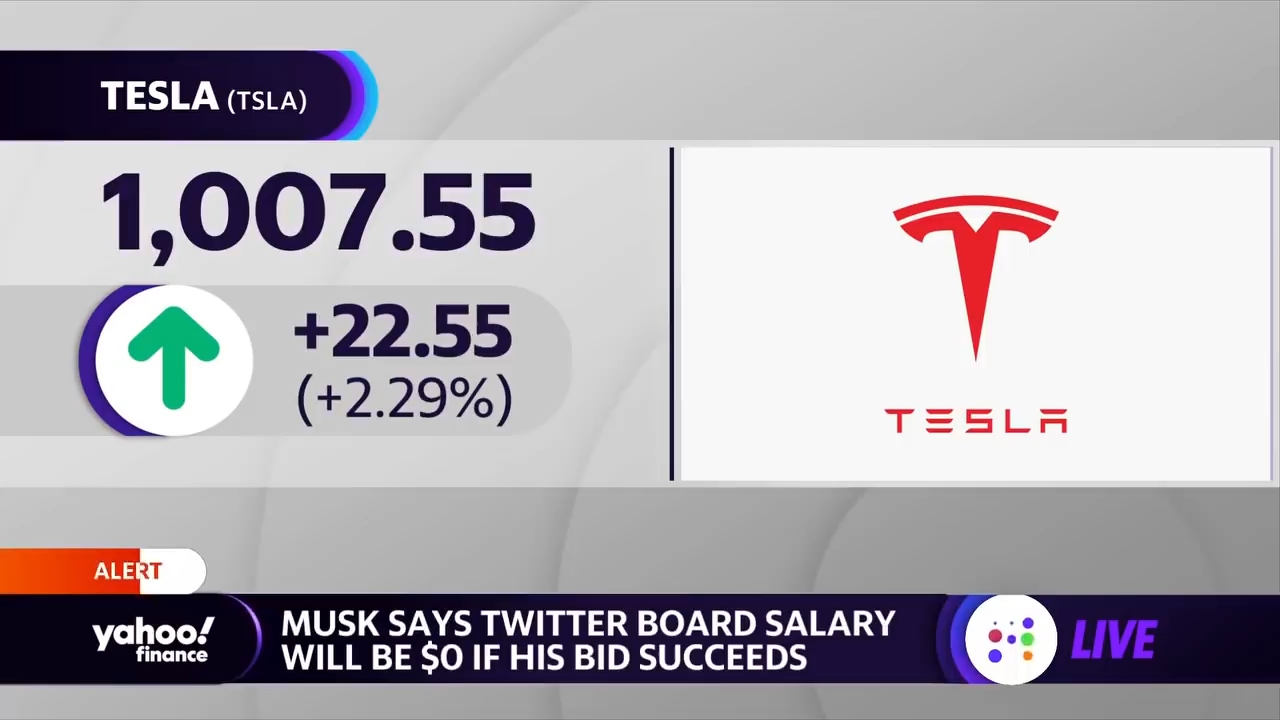 TESLA (TSLA)
1,007.55
+22.55
(+2.29%)
TESLA
ALERT
yahoo!
finance
MUSK SAYS TWITTER BOARD SALARY
WILL BE $0 IF HIS BID SUCCEEDS
LIVE